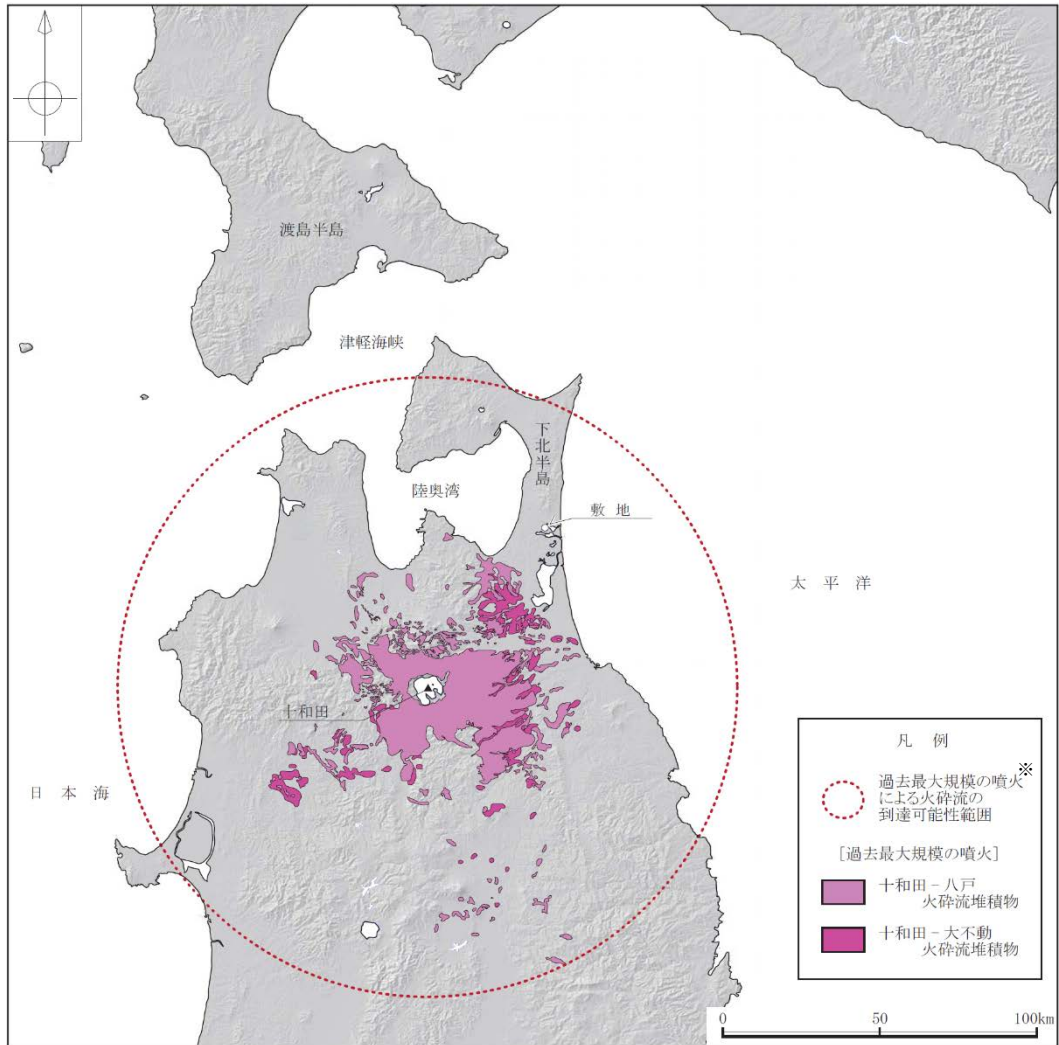 渡島半島
津軽海峡
下北半島
陸奥湾
敷地
太平洋
十和田
日本海
凡例
過去最大規模の噴火※
による火砕流の
到達可能性範囲
[過去最大規模の噴火]
十和田－八戸
火砕流堆積物
十和田－大不動
火砕流堆積物
0 50 100km